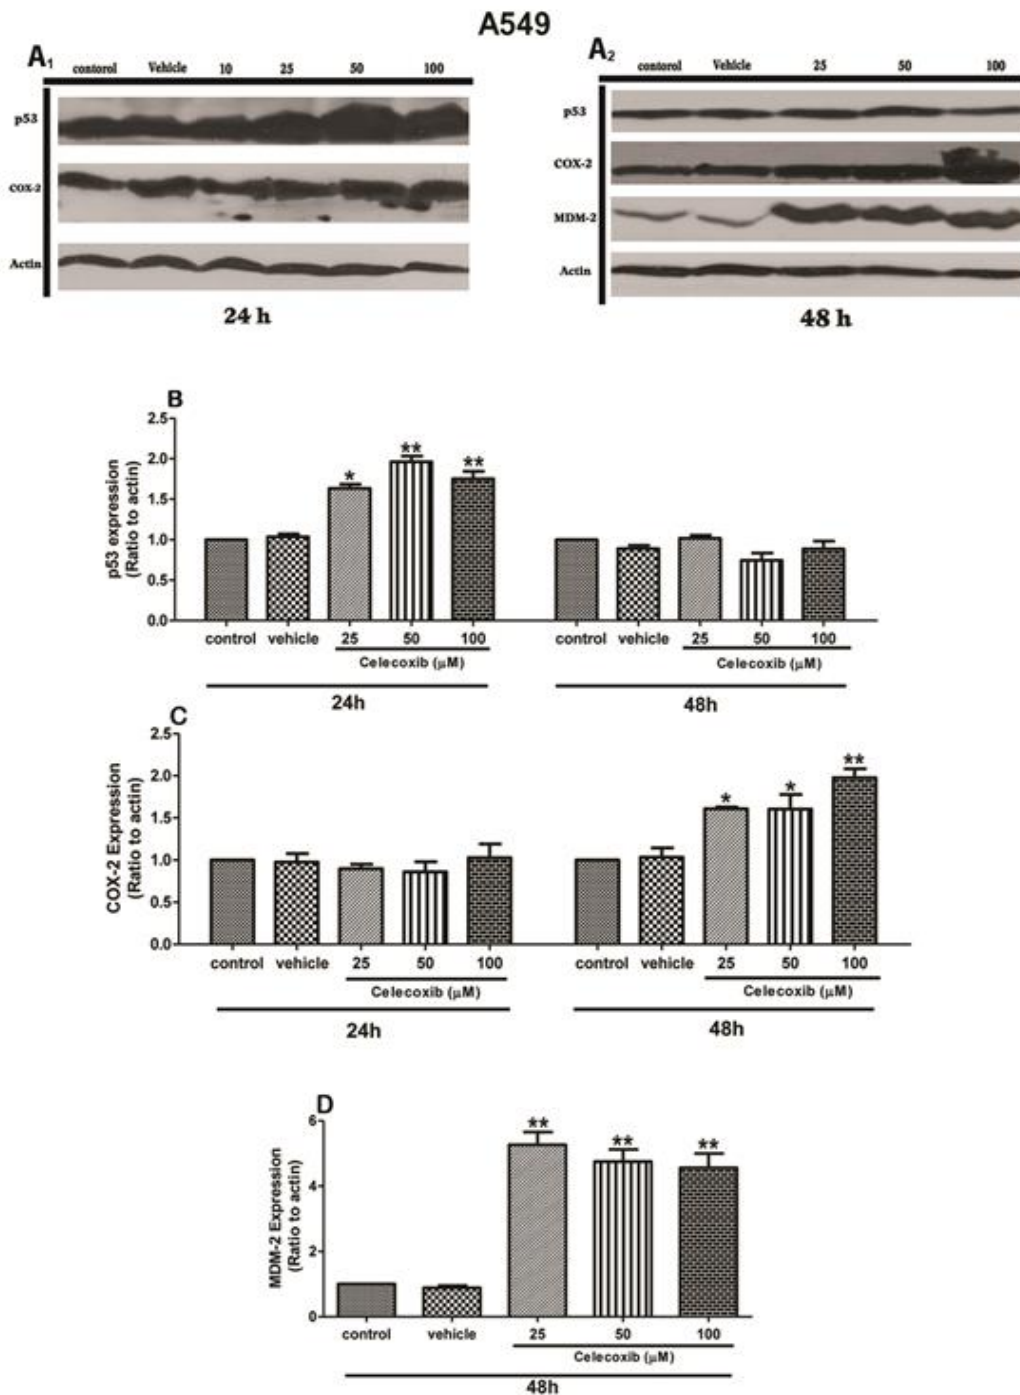 A549
A1
contorol Vehicle 10 25 50 100
p53
COX-2
Actin
24 h
A2
contorol Vehicle 25 50 100
p53
COX-2
MDM-2
Actin
48 h
B
p53 expression
(Ratio to actin)
2.5
2.0
1.5
1.0
0.5
0.0
* ** **
control vehicle 25 50 100 control vehicle 25 50 100
Celecoxib (μM) Celecoxib (μM)
24h 48h
C
COX-2 Expression
(Ratio to actin)
2.5
2.0
1.5
1.0
0.5
0.0
* * **
control vehicle 25 50 100 control vehicle 25 50 100
Celecoxib (μM) Celecoxib (μM)
24h 48h
D
MDM-2 Expression
(Ratio to actin)
6
4
2
0
** ** **
control vehicle 25 50 100
Celecoxib (μM)
48h